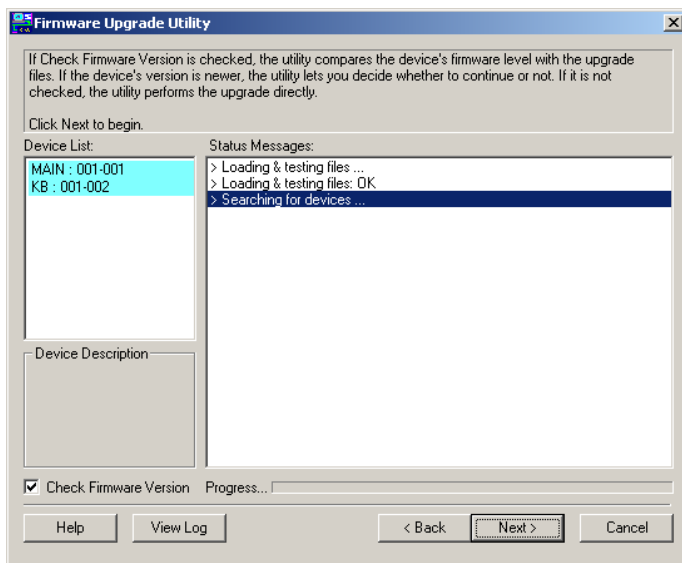 Firmware Upgrade Utility
If Check Firmware Version is checked, the utility compares the device's firmware level with the upgrade
files. If the device's version is newer, the utility lets you decide whether to continue or not. If it is not
checked, the utility performs the upgrade directly.
Click Next to begin.
Device List:
MAIN : 001-001
KB : 001-002
Status Messages:
> Loading & testing files ...
> Loading & testing files: OK
> Searching for devices ...
Device Description
Check Firmware Version Progress...
Help View Log < Back Next > Cancel